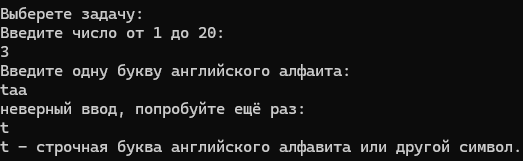 Выберете задачу:
Введите число от 1 до 20:
3
Введите одну букву английского алфаита:
taa
неверный ввод, попробуйте ещё раз:
t
t - строчная буква английского алфавита или другой символ.